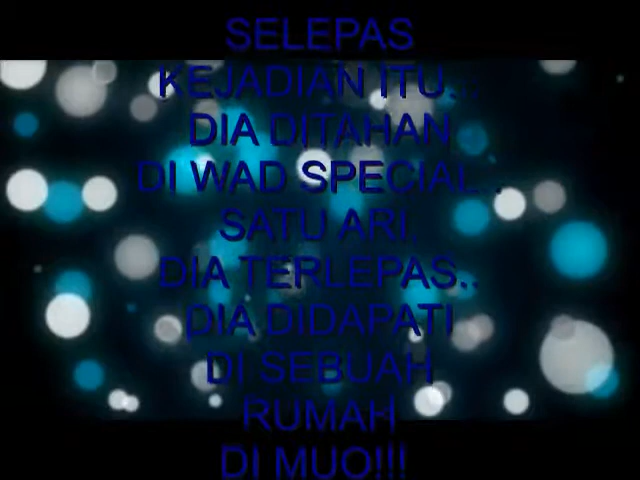 SELEPAS
KEJADIAN ITU...
DIA DITAHAN
DI WAD SPECIAL..
SATU ARI,
DIA TERLEPAS..
DIA DIDAPATI
DI SEBUAH
RUMAH
DI MUO!!!